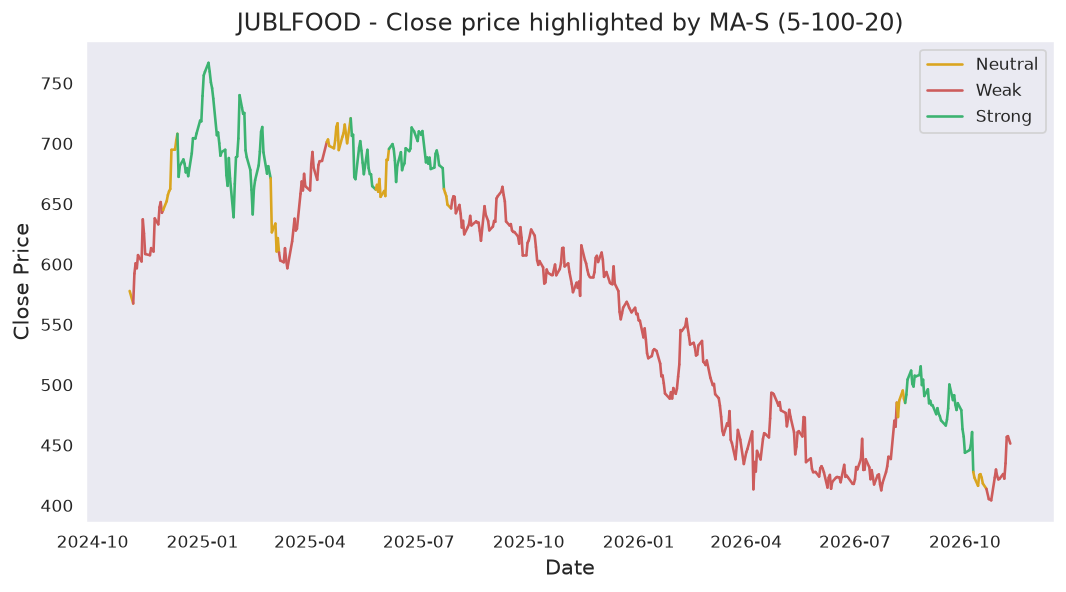 JUBLFOOD - Close price highlighted by MA-S (5-100-20)
Neutral
Weak
Strong
Close Price
750
700
650
600
550
500
450
400
2024-10
2025-01
2025-04
2025-07
2025-10
2026-01
2026-04
2026-07
2026-10
Date